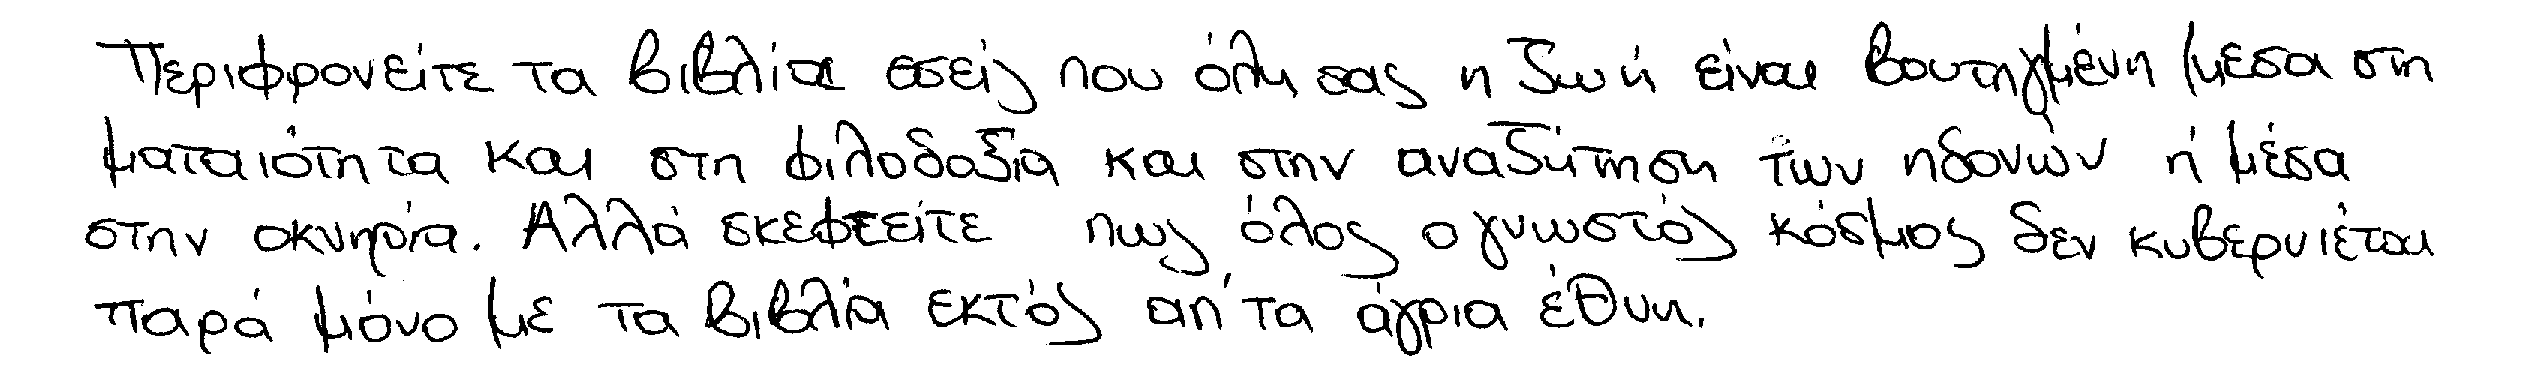 Περιφρονείτε τα βιβλία εσείς που όλη σας η ζωή είναι βουτηγμένη μεσα στη
ματαιότητα και στη φιλοδοξία και στην αναζήτηση των ηδονών ή μέσα
στην οκνηρία. Αλλά σκεφτείτε πως όλος ο γνωστός κόσμος δεν κυβερνιέται
παρά μόνο με τα βιβλία εκτός απ' τα άγρια έθνη.